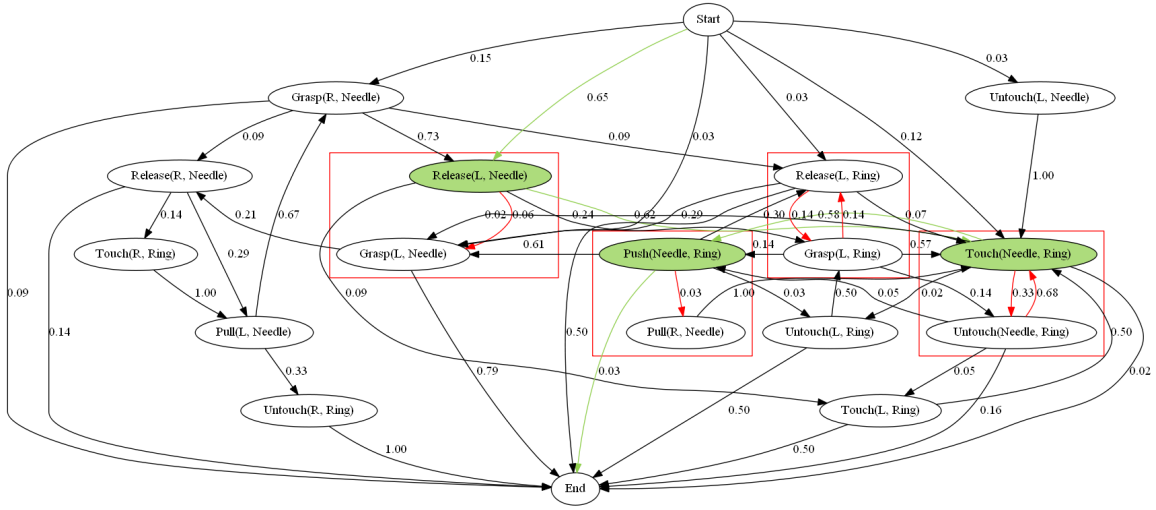 Start
0.15
0.03
Grasp(R, Needle)
0.65
0.03
Untouch(L, Needle)
0.09
0.73
0.09
0.03
0.12
Release(R, Needle)
Release(L, Needle)
Release(L, Ring)
1.00
0.14
0.21
0.67
0.02
0.06
0.24
0.62
0.29
0.30
0.14
0.58
0.14
0.07
Touch(R, Ring)
0.29
Grasp(L, Needle)
0.61
Push(Needle, Ring)
0.14
Grasp(L, Ring)
0.57
Touch(Needle, Ring)
0.09
1.00
0.09
0.03
1.00
0.03
0.50
0.05
0.02
0.14
0.33
0.68
0.14
Pull(L, Needle)
0.50
Pull(R, Needle)
Untouch(L, Ring)
Untouch(Needle, Ring)
0.50
0.33
0.79
0.03
0.05
0.02
Untouch(R, Ring)
0.50
Touch(L, Ring)
0.16
1.00
0.50
End